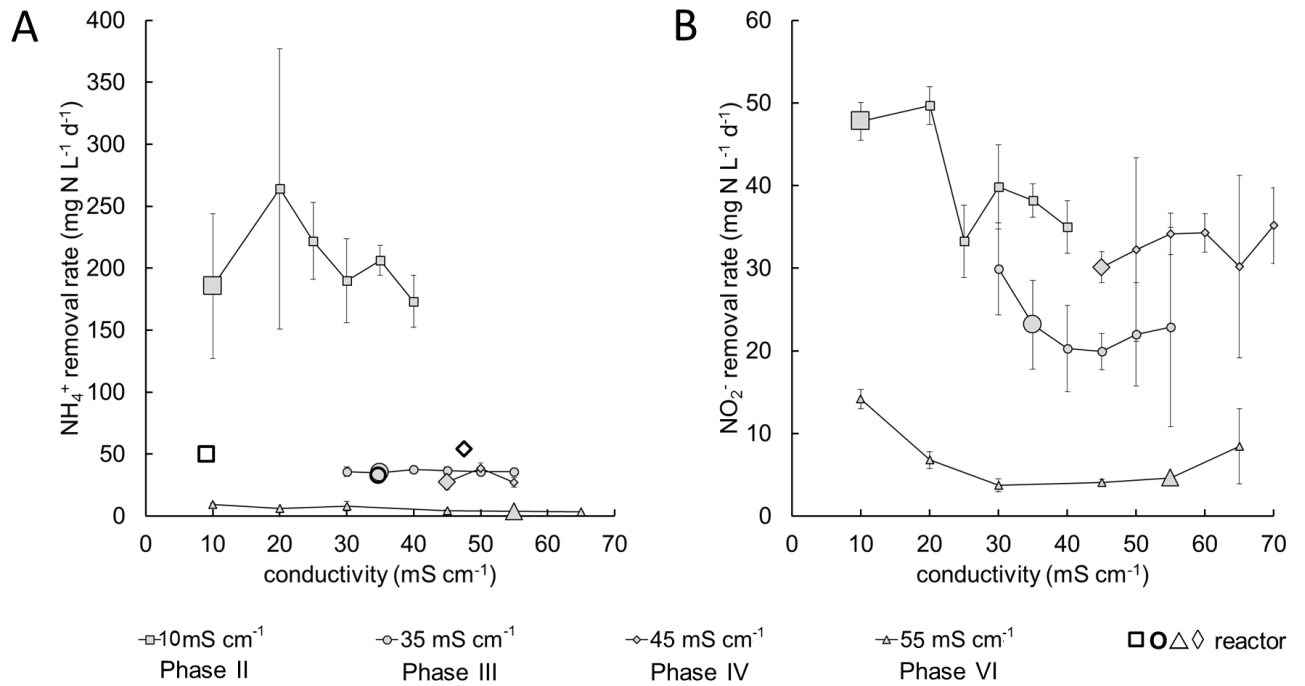 A
B
NH₄⁺ removal rate (mg N L⁻¹ d⁻¹)
400
350
300
250
200
150
100
50
0
0 10 20 30 40 50 60 70
conductivity (mS cm⁻¹)
NO₂⁻ removal rate (mg N L⁻¹ d⁻¹)
60
50
40
30
20
10
0
0 10 20 30 40 50 60 70
conductivity (mS cm⁻¹)
10mS cm⁻¹ 35 mS cm⁻¹ 45 mS cm⁻¹ 55 mS cm⁻¹ reactor
Phase II Phase III Phase IV Phase VI